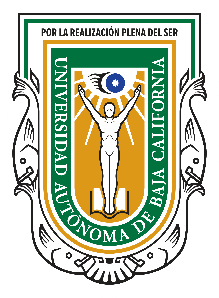 POR LA REALIZACIÓN PLENA DEL SER
UNIVERSIDAD AUTÓNOMA DE BAJA CALIFORNIA